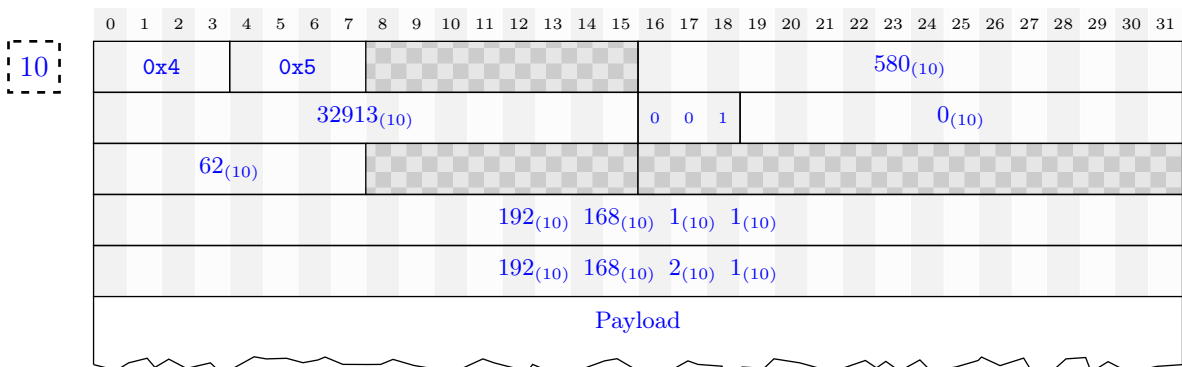 0 1 2 3 4 5 6 7 8 9 10 11 12 13 14 15 16 17 18 19 20 21 22 23 24 25 26 27 28 29 30 31
10 0x4 0x5 580(10)
32913(10) 0 0 1 0(10)
62(10)
192(10) 168(10) 1(10) 1(10)
192(10) 168(10) 2(10) 1(10)
Payload